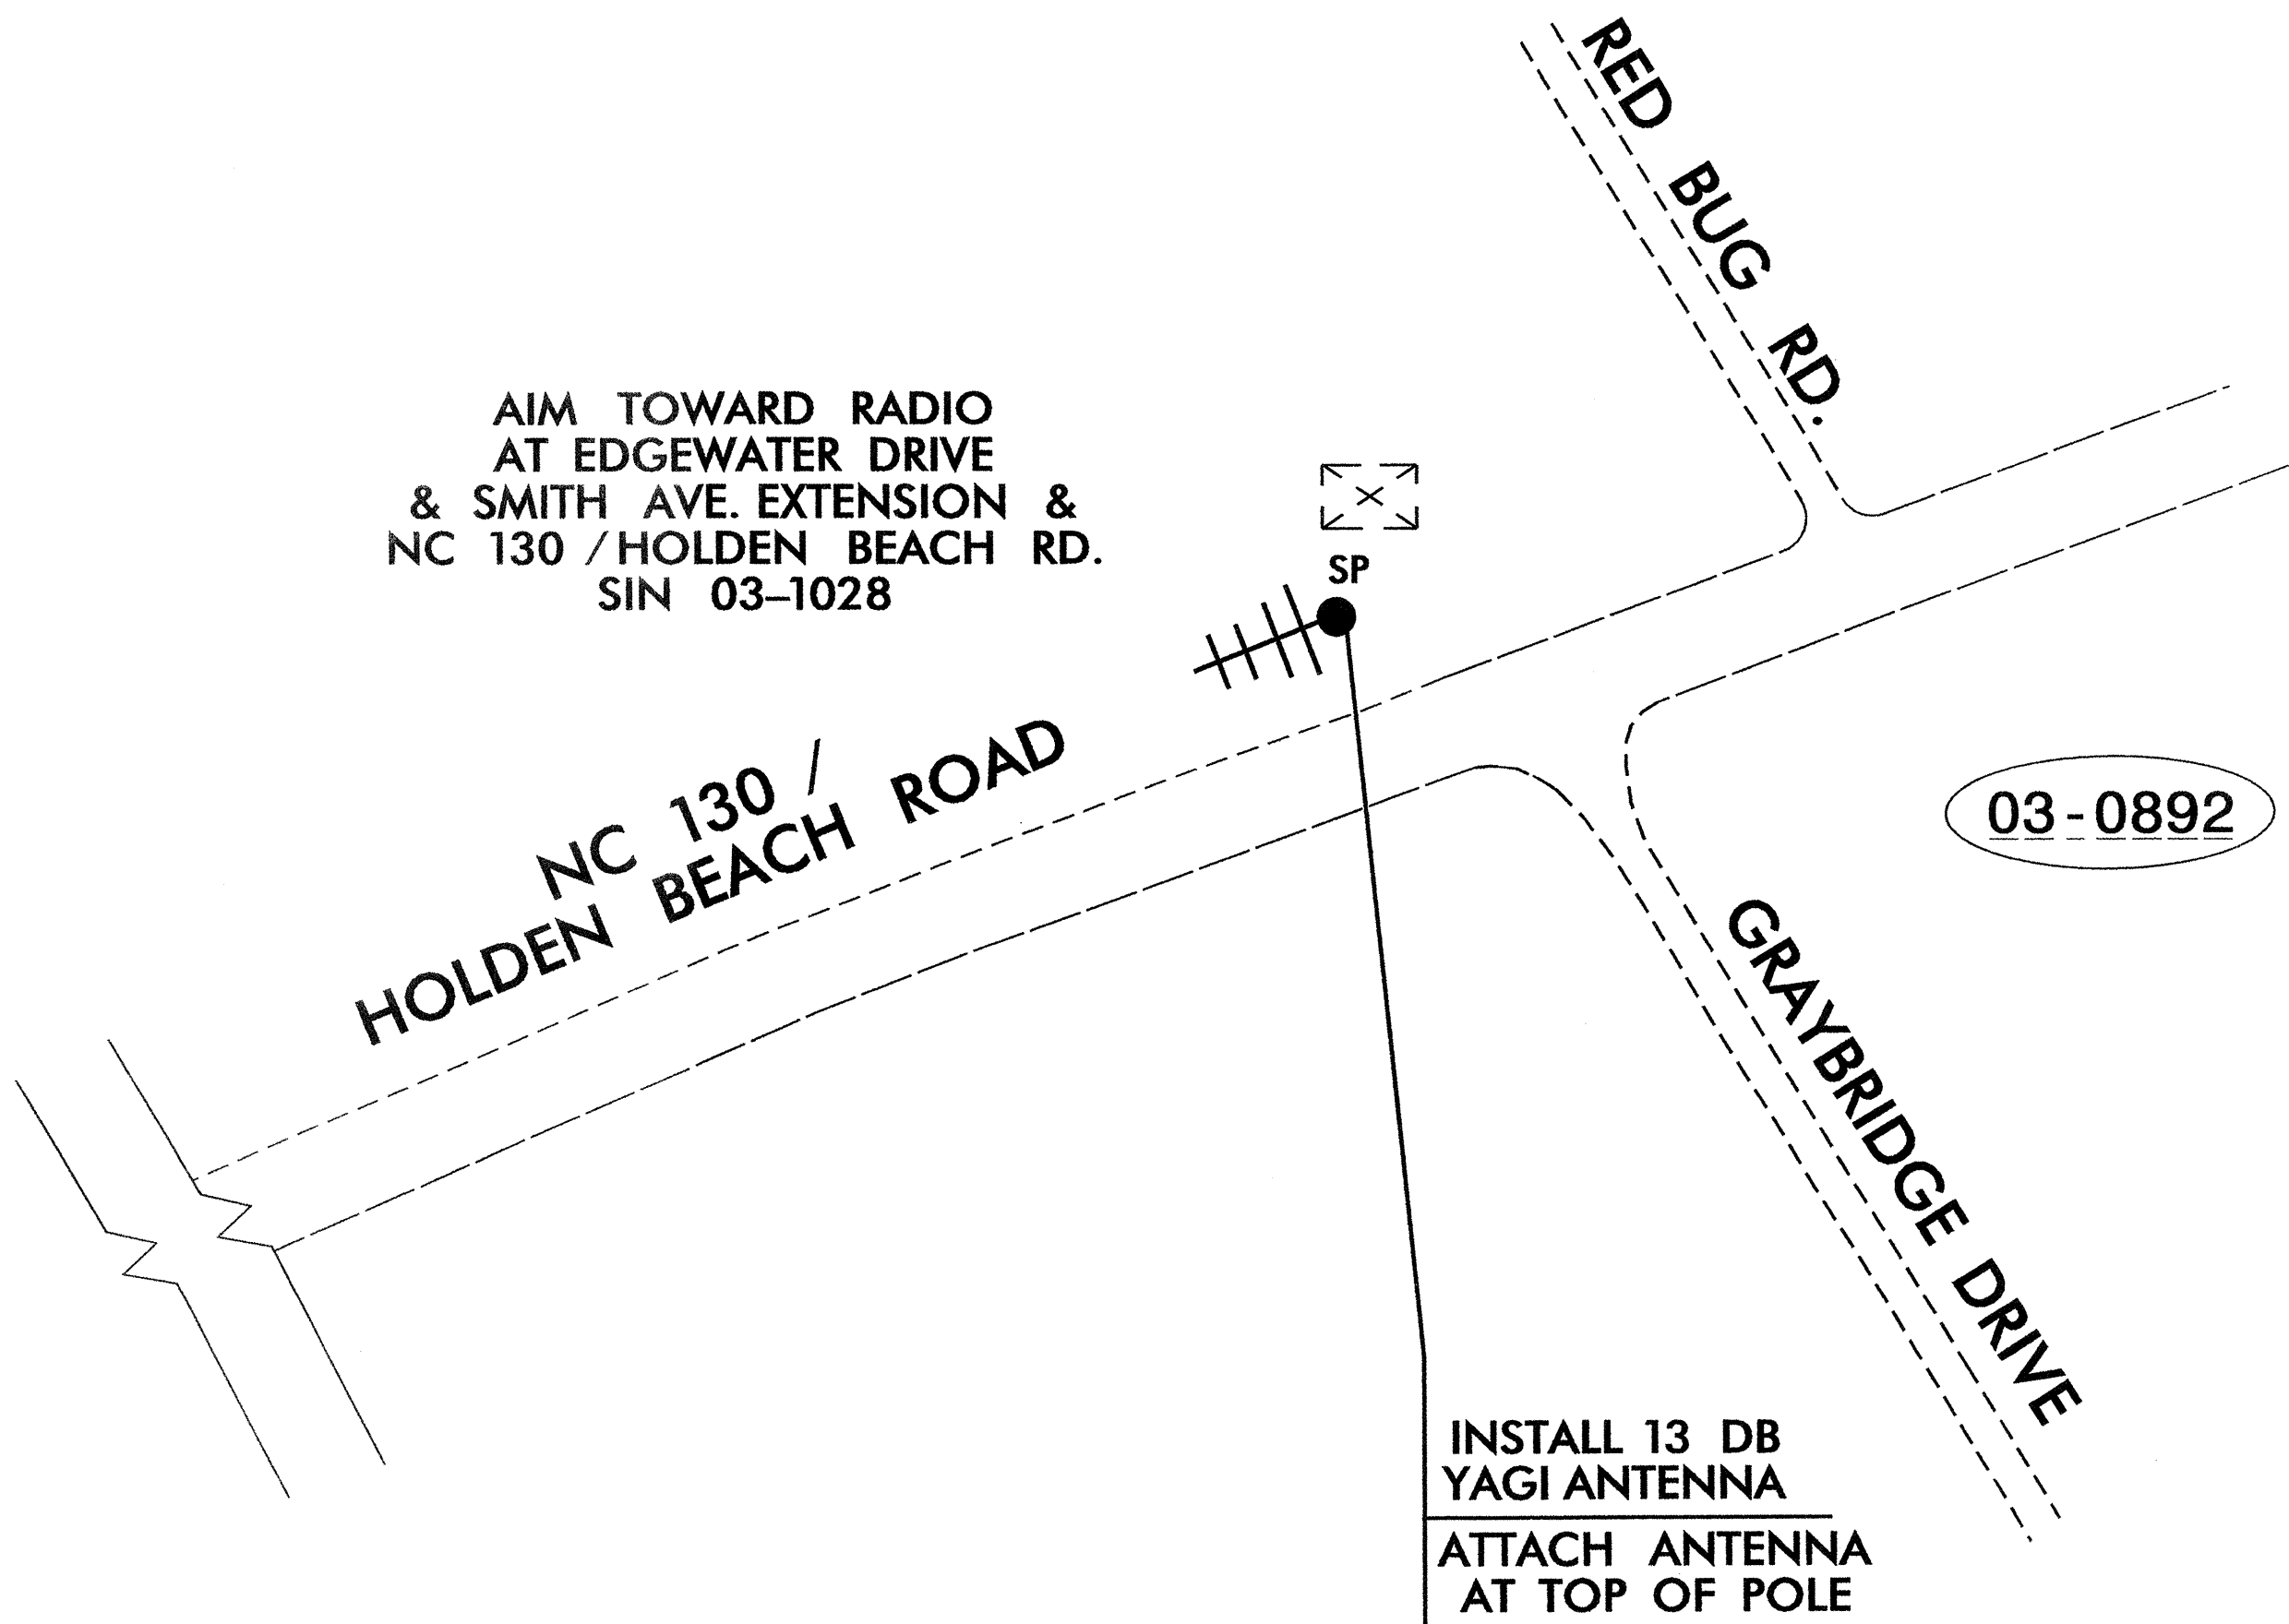 RED BUG RD.
AIM TOWARD RADIO
AT EDGEWATER DRIVE
& SMITH AVE. EXTENSION &
NC 130 /HOLDEN BEACH RD.
SIN 03-1028
SP
NC 130 /
HOLDEN BEACH ROAD
03-0892
GRAYBRIDGE DRIVE
INSTALL 13 DB
YAGI ANTENNA
ATTACH ANTENNA
AT TOP OF POLE